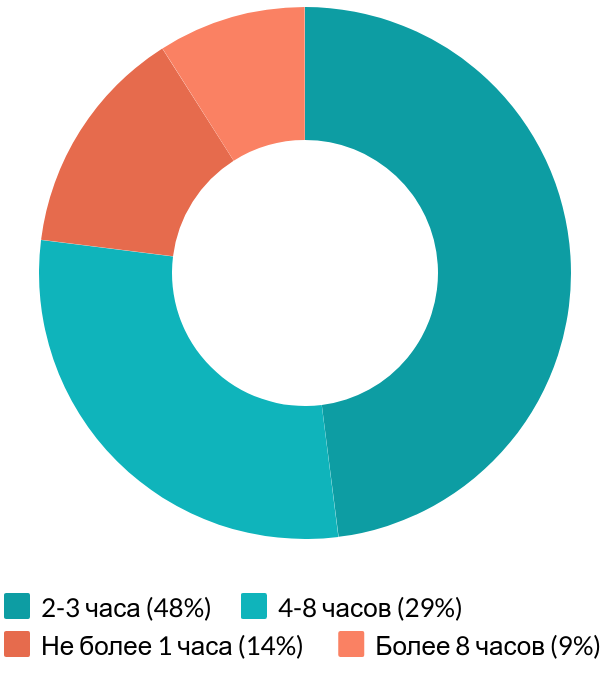 2-3 часа (48%) 4-8 часов (29%)
Не более 1 часа (14%) Более 8 часов (9%)